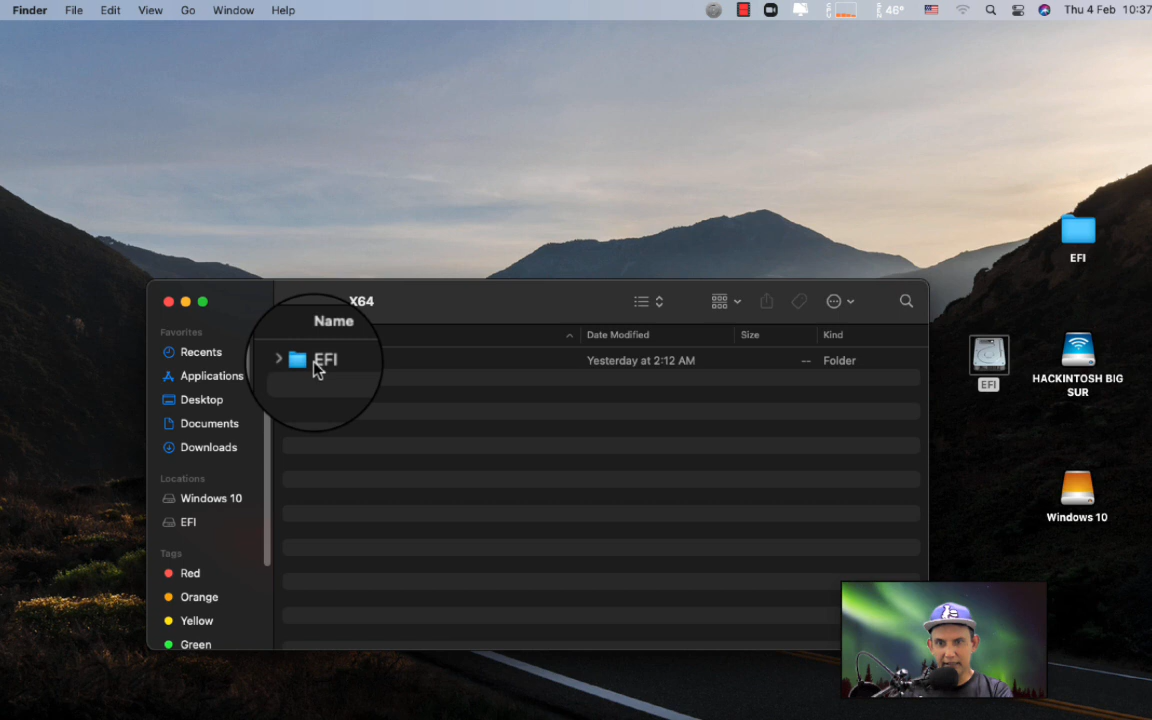 Finder File Edit View Go Window Help 46° Thu 4 Feb 10:37
EFI
X64
Name Date Modified Size Kind
EFI Yesterday at 2:12 AM -- Folder
Favorites
Recents
Applications
Desktop
Documents
Downloads
Locations
Windows 10
EFI
Tags
Red
Orange
Yellow
Green
EFI
HACKINTOSH BIG
SUR
Windows 10